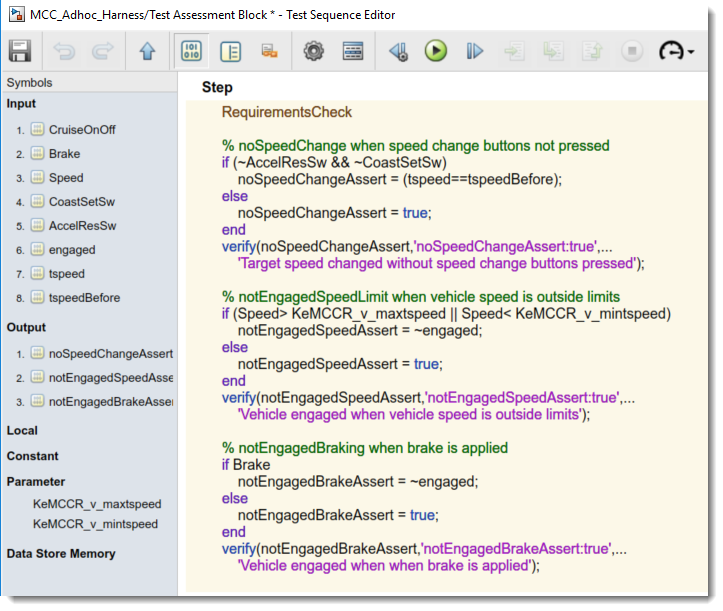 MCC_Adhoc_Harness/Test Assessment Block * - Test Sequence Editor
Symbols
Input
1. CruiseOnOff
2. Brake
3. Speed
4. CoastSetSw
5. AccelResSw
6. engaged
7. tspeed
8. tspeedBefore
Output
1. noSpeedChangeAssert
2. notEngagedSpeedAsse
3. notEngagedBrakeAsser
Local
Constant
Parameter
KeMCCR_v_maxtspeed
KeMCCR_v_mintspeed
Data Store Memory
Step
RequirementsCheck
% noSpeedChange when speed change buttons not pressed
if (~AccelResSw && ~CoastSetSw)
noSpeedChangeAssert = (tspeed==tspeedBefore);
else
noSpeedChangeAssert = true;
end
verify(noSpeedChangeAssert,'noSpeedChangeAssert:true',...
'Target speed changed without speed change buttons pressed');
% notEngagedSpeedLimit when vehicle speed is outside limits
if (Speed> KeMCCR_v_maxtspeed || Speed< KeMCCR_v_mintspeed)
notEngagedSpeedAssert = ~engaged;
else
notEngagedSpeedAssert = true;
end
verify(notEngagedSpeedAssert,'notEngagedSpeedAssert:true',...
'Vehicle engaged when vehicle speed is outside limits');
% notEngagedBraking when brake is applied
if Brake
notEngagedBrakeAssert = ~engaged;
else
notEngagedBrakeAssert = true;
end
verify(notEngagedBrakeAssert,'notEngagedBrakeAssert:true',...
'Vehicle engaged when when brake is applied');